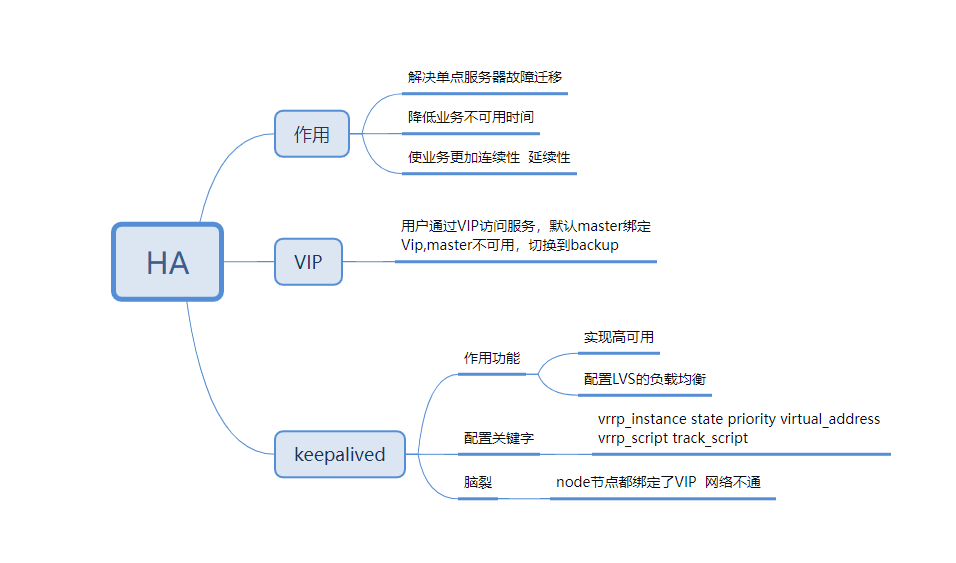 HA
作用
解决单点服务器故障迁移
降低业务不可用时间
使业务更加连续性 延续性
VIP
用户通过VIP访问服务，默认master绑定
Vip,master不可用，切换到backup
keepalived
作用功能
实现高可用
配置LVS的负载均衡
配置关键字
vrrp_instance state priority virtual_address
vrrp_script track_script
脑裂
node节点都绑定了VIP 网络不通